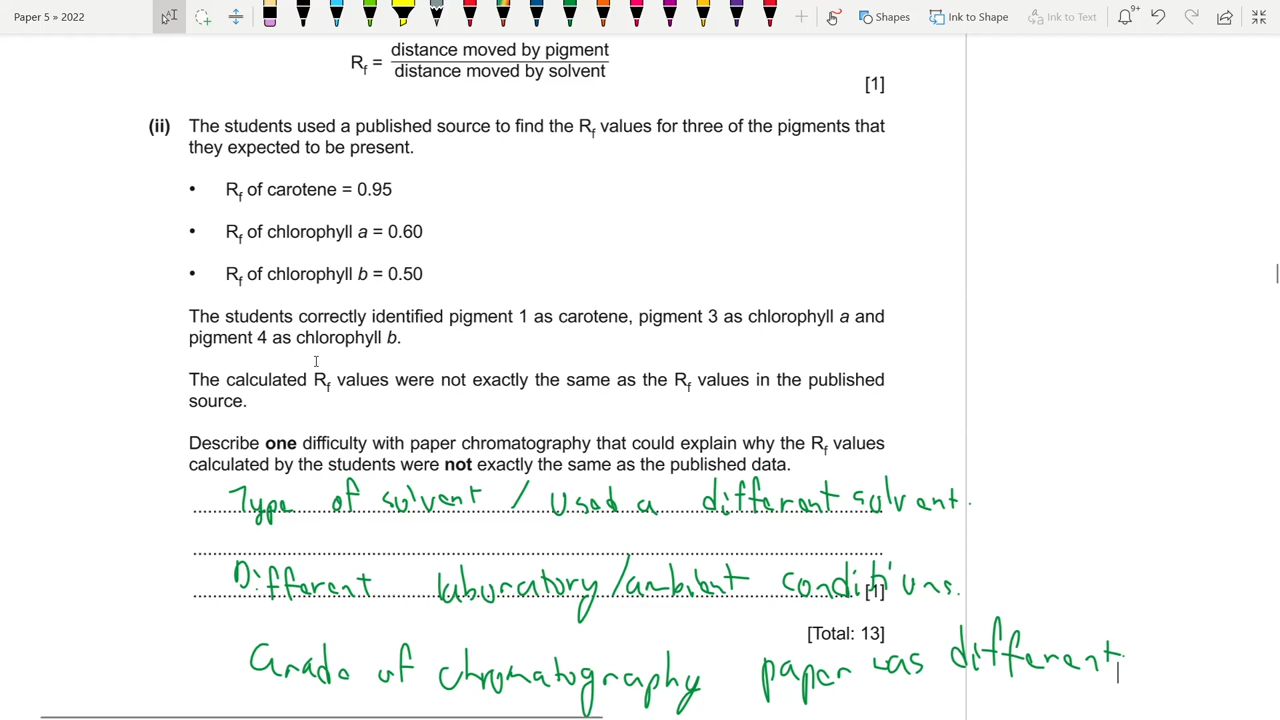 Paper 5 » 2022
Shapes
Ink to Shape
Ink to Text
9+
Rf = distance moved by pigment
distance moved by solvent
[1]
(ii) The students used a published source to find the Rf values for three of the pigments that
they expected to be present.
• Rf of carotene = 0.95
• Rf of chlorophyll a = 0.60
• Rf of chlorophyll b = 0.50
The students correctly identified pigment 1 as carotene, pigment 3 as chlorophyll a and
pigment 4 as chlorophyll b.
The calculated Rf values were not exactly the same as the Rf values in the published
source.
Describe one difficulty with paper chromatography that could explain why the Rf values
calculated by the students were not exactly the same as the published data.
Type of solvent / Used a different solvent.
Different laboratory/ambient conditions.
[1]
[Total: 13]
Grade of chromatography paper was different.